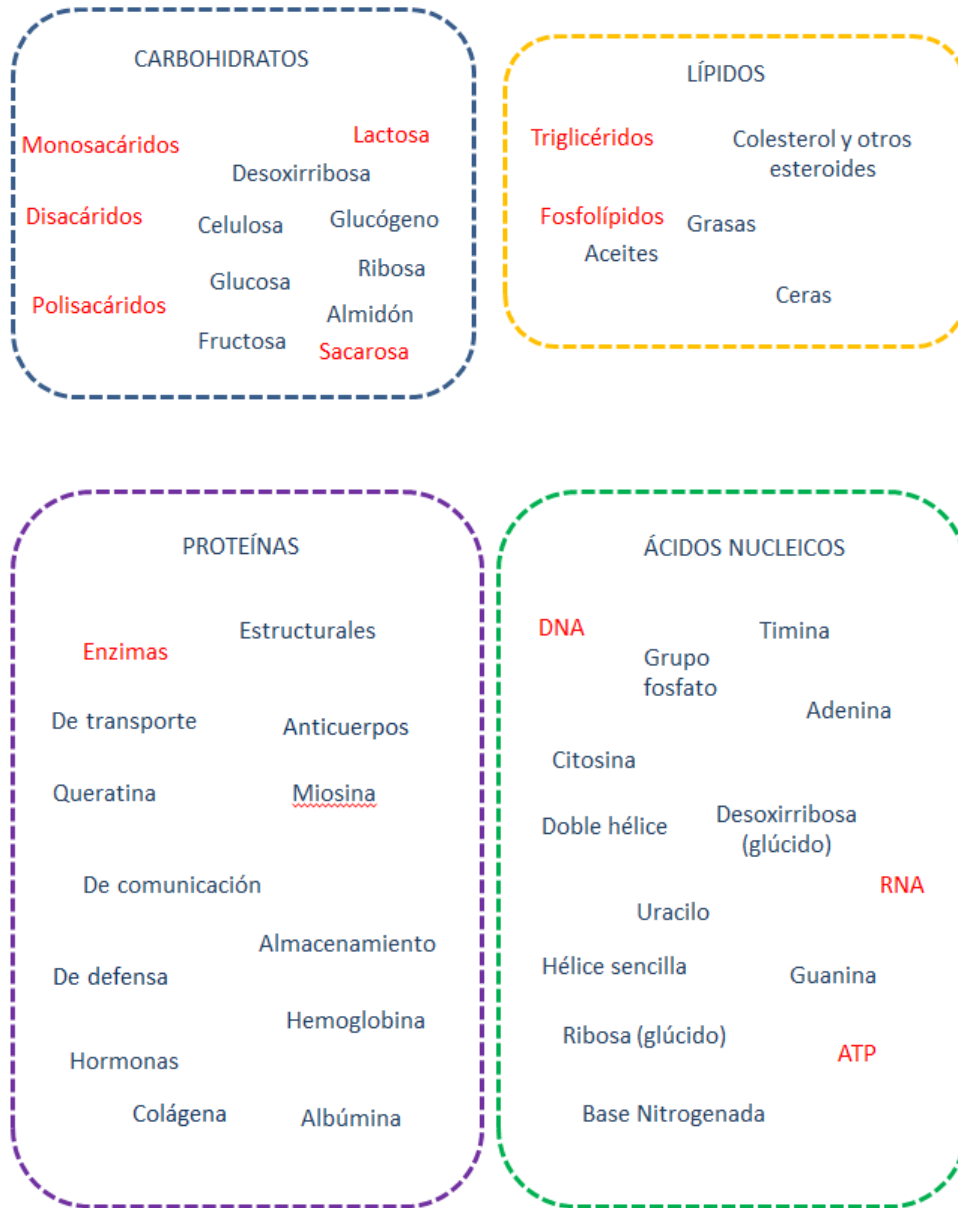 CARBOHIDRATOS
Monosacáridos
Lactosa
Desoxirribosa
Disacáridos
Celulosa
Glucógeno
Glucosa
Ribosa
Polisacáridos
Almidón
Fructosa
Sacarosa
LÍPIDOS
Triglicéridos
Colesterol y otros
esteroides
Fosfolípidos
Grasas
Aceites
Ceras
PROTEÍNAS
Estructurales
Enzimas
De transporte
Anticuerpos
Queratina
Miosina
De comunicación
Almacenamiento
De defensa
Hemoglobina
Hormonas
Colágena
Albúmina
ÁCIDOS NUCLEICOS
DNA
Timina
Grupo
fosfato
Adenina
Citosina
Doble hélice
Desoxirribosa
(glúcido)
RNA
Uracilo
Hélice sencilla
Guanina
Ribosa (glúcido)
ATP
Base Nitrogenada